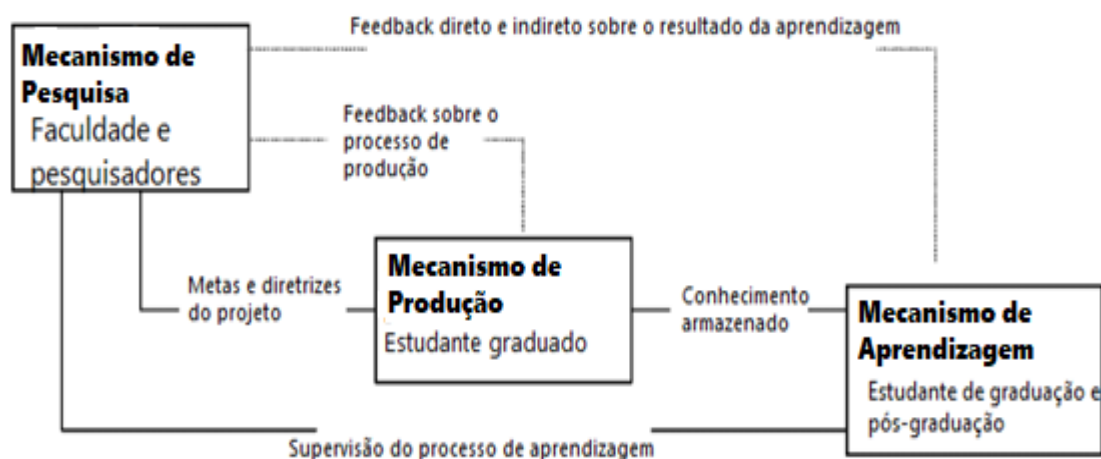 Feedback direto e indireto sobre o resultado da aprendizagem
Mecanismo de
Pesquisa
Faculdade e
pesquisadores
Feedback sobre o
processo de
produção
Mecanismo de
Produção
Estudante graduado
Metas e diretrizes
do projeto
Conhecimento
armazenado
Mecanismo de
Aprendizagem
Estudante de graduação e
pós-graduação
Supervisão do processo de aprendizagem